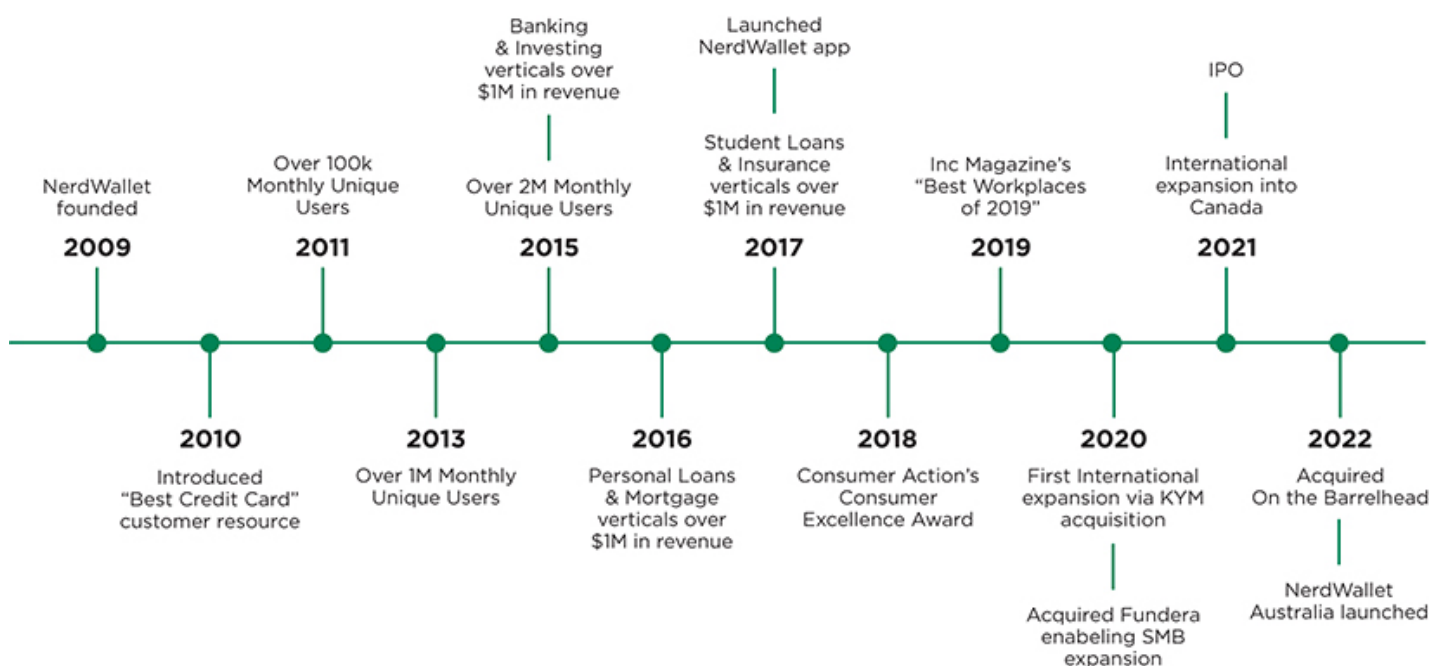 NerdWallet
founded
2009
Introduced
“Best Credit Card”
customer resource
2010
Over 100k
Monthly Unique
Users
2011
2013
Over 1M Monthly
Unique Users
Banking
& Investing
verticals over
$1M in revenue
Over 2M Monthly
Unique Users
2015
2016
Personal Loans
& Mortgage
verticals over
$1M in revenue
Launched
NerdWallet app
Student Loans
& Insurance
verticals over
$1M in revenue
2017
2018
Consumer Action’s
Consumer
Excellence Award
Inc Magazine’s
“Best Workplaces
of 2019”
2019
2020
First International
expansion via KYM
acquisition
Acquired Fundera
enabeling SMB
expansion
IPO
International
expansion into
Canada
2021
2022
Acquired
On the Barrelhead
NerdWallet
Australia launched